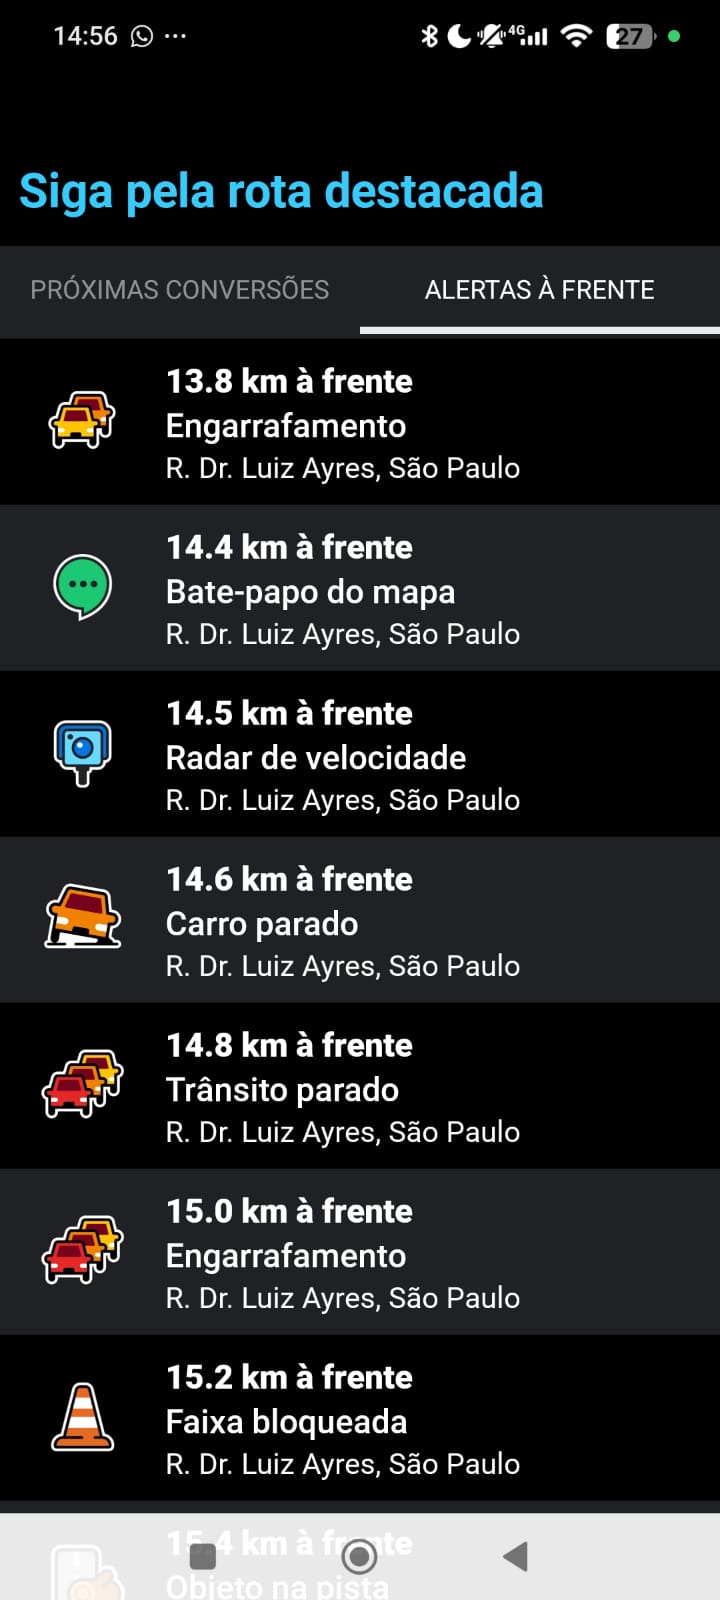 14:56
4G
27
Siga pela rota destacada
PRÓXIMAS CONVERSÕES
ALERTAS À FRENTE
13.8 km à frente
Engarrafamento
R. Dr. Luiz Ayres, São Paulo
14.4 km à frente
Bate-papo do mapa
R. Dr. Luiz Ayres, São Paulo
14.5 km à frente
Radar de velocidade
R. Dr. Luiz Ayres, São Paulo
14.6 km à frente
Carro parado
R. Dr. Luiz Ayres, São Paulo
14.8 km à frente
Trânsito parado
R. Dr. Luiz Ayres, São Paulo
15.0 km à frente
Engarrafamento
R. Dr. Luiz Ayres, São Paulo
15.2 km à frente
Faixa bloqueada
R. Dr. Luiz Ayres, São Paulo
15.4 km à frente
Objeto na pista